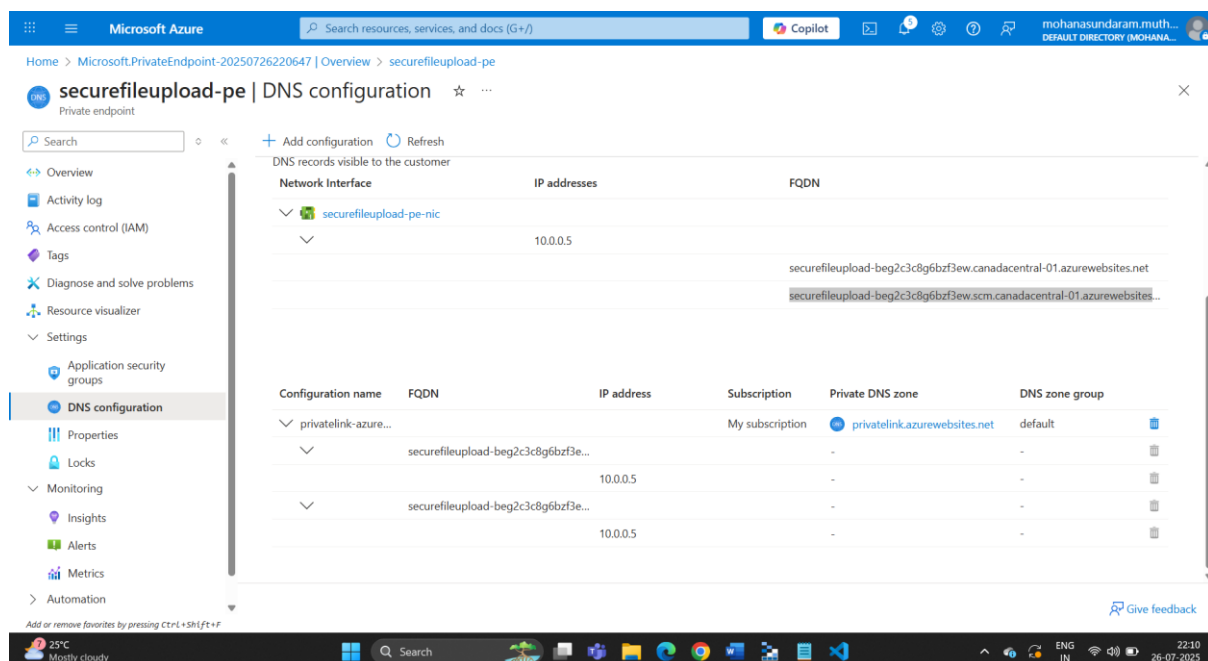 Microsoft Azure
Search resources, services, and docs (G+/)
Copilot
5
mohanasundaram.muth...
DEFAULT DIRECTORY (MOHANA...
Home > Microsoft.PrivateEndpoint-20250726220647 | Overview > securefileupload-pe
DNS
securefileupload-pe | DNS configuration
Private endpoint
Search
Add configuration Refresh
Overview
Activity log
Access control (IAM)
Tags
Diagnose and solve problems
Resource visualizer
Settings
Application security
groups
DNS configuration
Properties
Locks
Monitoring
Insights
Alerts
Metrics
Automation
Add or remove favorites by pressing Ctrl+Shift+F
DNS records visible to the customer
Network Interface IP addresses FQDN
securefileupload-pe-nic
10.0.0.5
securefileupload-beg2c3c8g6bzf3ew.canadacentral-01.azurewebsites.net
securefileupload-beg2c3c8g6bzf3ew.scm.canadacentral-01.azurewebsites...
Configuration name FQDN IP address Subscription Private DNS zone DNS zone group
privatelink-azure... My subscription privatelink.azurewebsites.net default
securefileupload-beg2c3c8g6bzf3e... - -
10.0.0.5 - -
securefileupload-beg2c3c8g6bzf3e... - -
10.0.0.5 - -
Give feedback
7
25°C
Mostly cloudy
Search
ENG
IN
22:10
26-07-2025